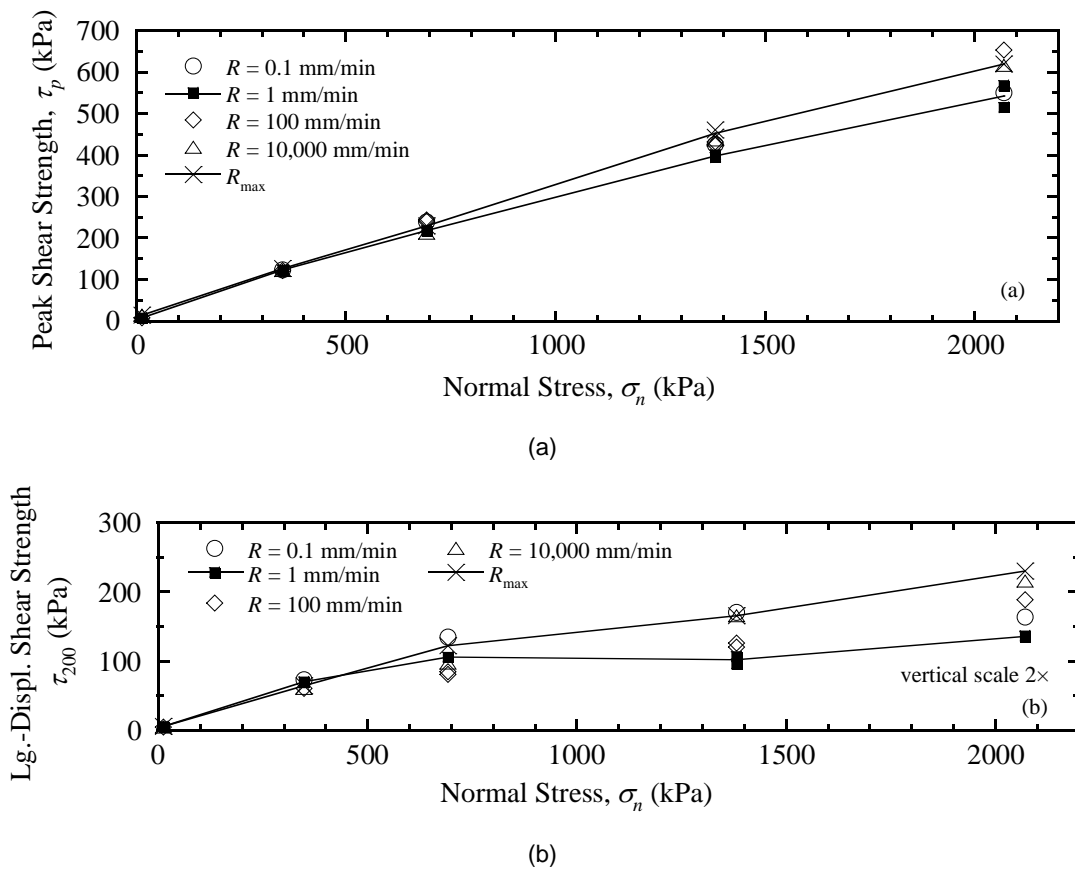 700
600
500
400
300
200
100
0
Peak Shear Strength, τp (kPa)
R = 0.1 mm/min
R = 1 mm/min
R = 100 mm/min
R = 10,000 mm/min
Rmax
(a)
0 500 1000 1500 2000
Normal Stress, σn (kPa)
(a)
300
200
100
0
Lg.-Displ. Shear Strength
τ200 (kPa)
R = 0.1 mm/min R = 10,000 mm/min
R = 1 mm/min Rmax
R = 100 mm/min
vertical scale 2×
(b)
0 500 1000 1500 2000
Normal Stress, σn (kPa)
(b)